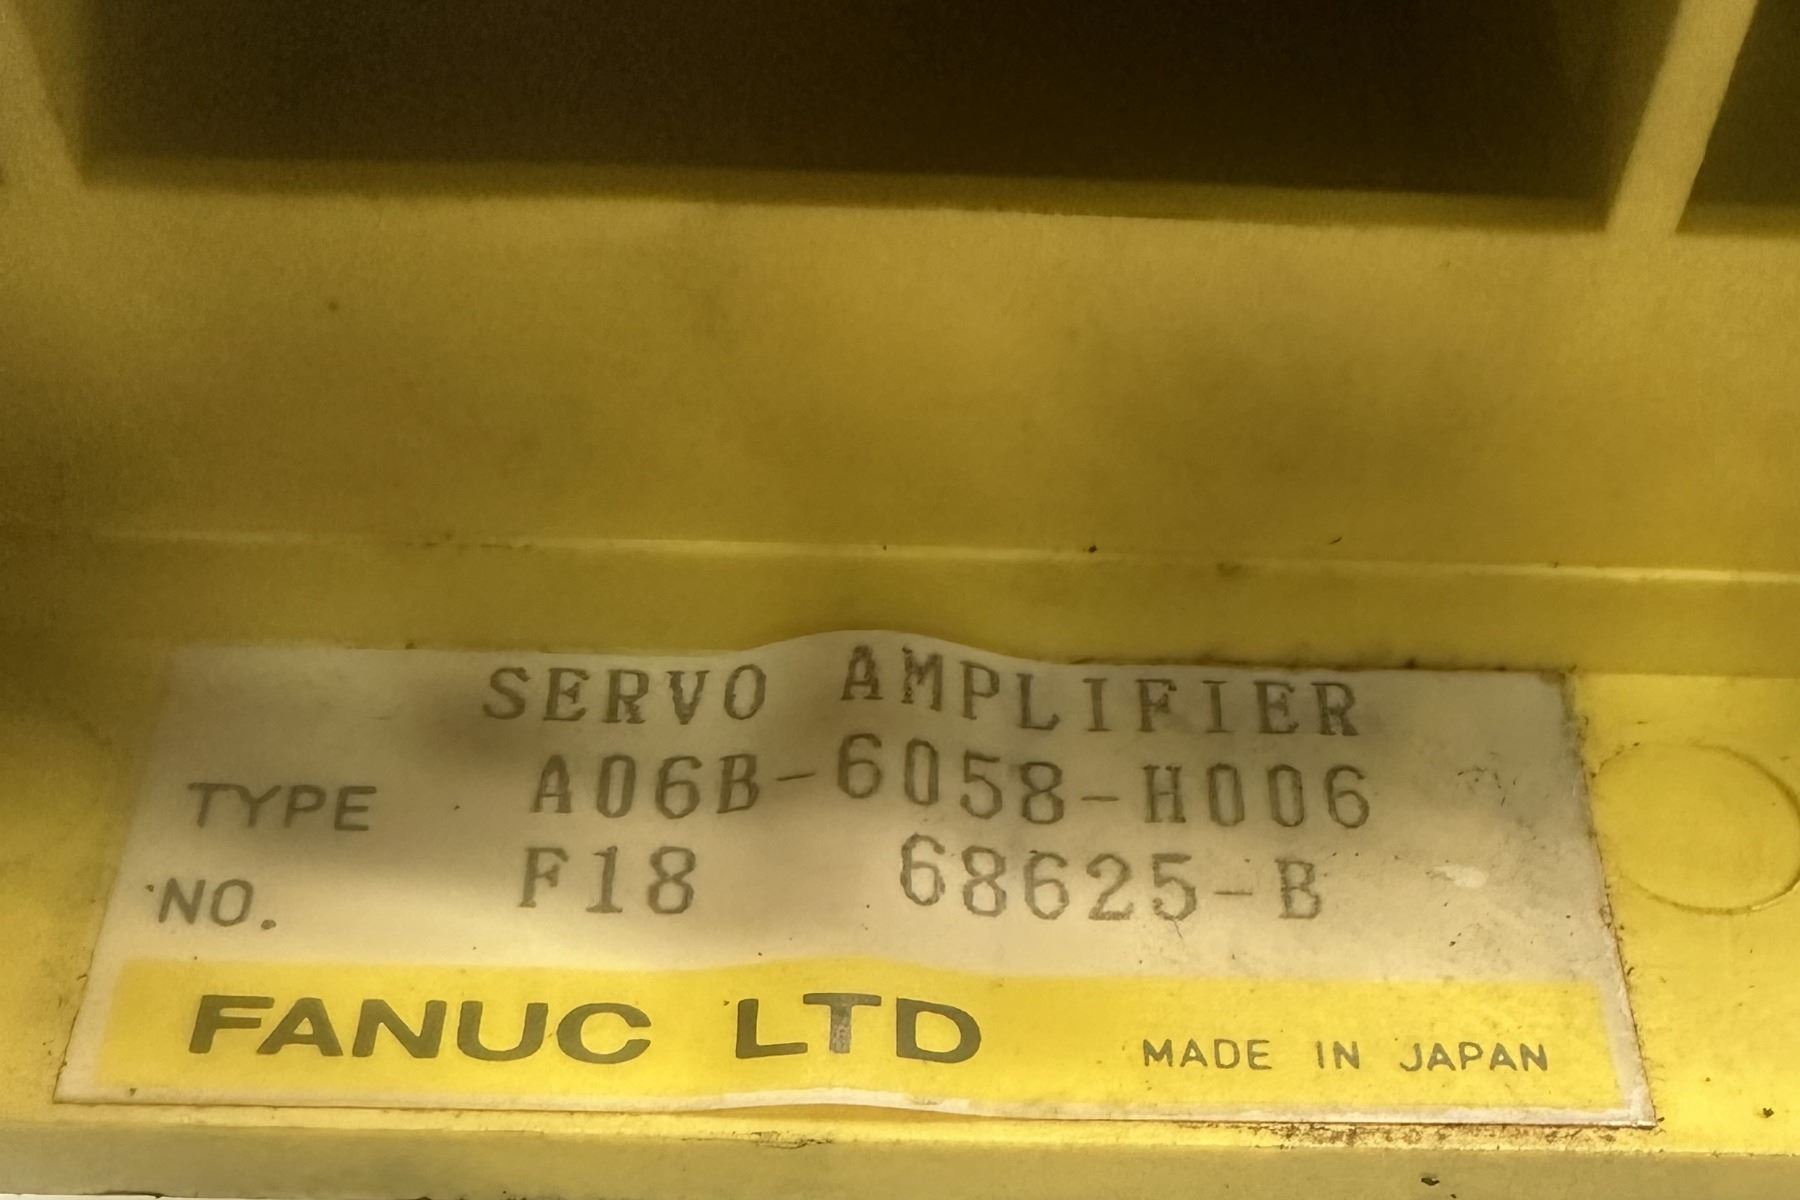 SERVO AMPLIFIER
TYPE A06B-6058-H006
NO. F18 68625-B
FANUC LTD MADE IN JAPAN